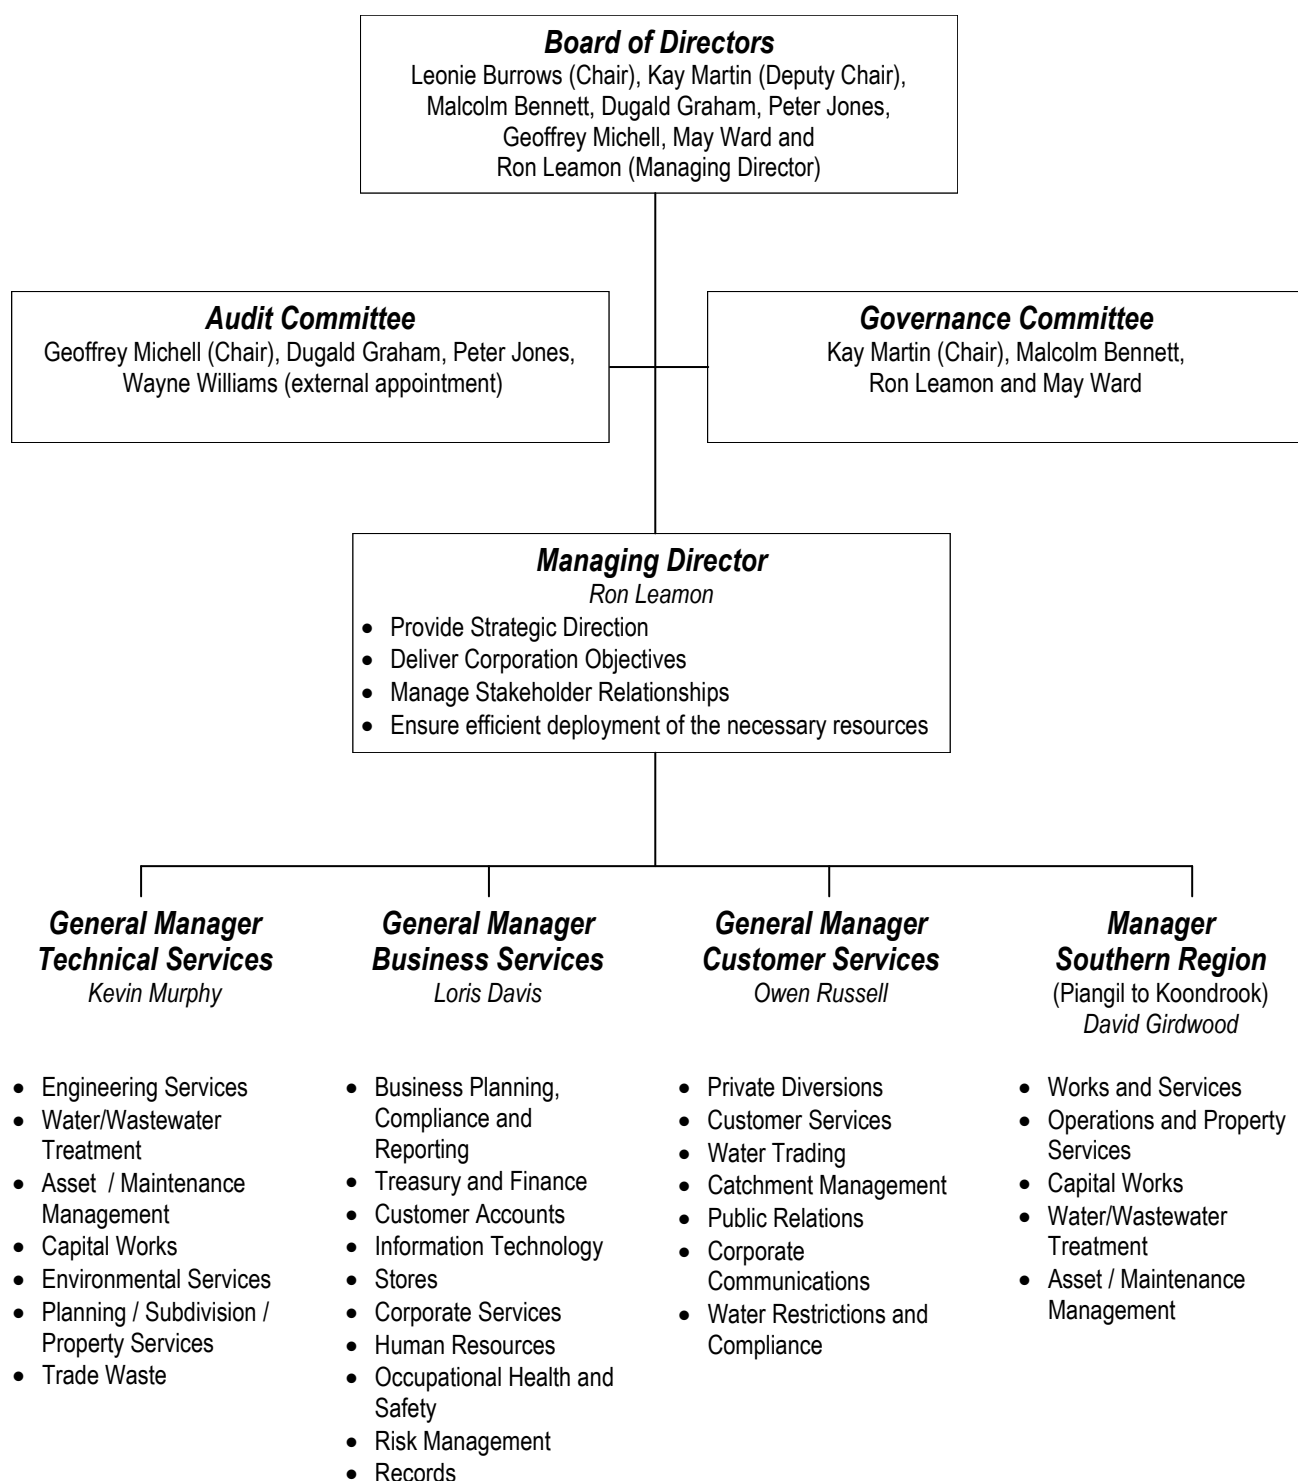 Board of Directors
Leonie Burrows (Chair), Kay Martin (Deputy Chair),
Malcolm Bennett, Dugald Graham, Peter Jones,
Geoffrey Michell, May Ward and
Ron Leamon (Managing Director)
Audit Committee
Geoffrey Michell (Chair), Dugald Graham, Peter Jones,
Wayne Williams (external appointment)
Governance Committee
Kay Martin (Chair), Malcolm Bennett,
Ron Leamon and May Ward
Managing Director
Ron Leamon
• Provide Strategic Direction
• Deliver Corporation Objectives
• Manage Stakeholder Relationships
• Ensure efficient deployment of the necessary resources
General Manager
Technical Services
Kevin Murphy
• Engineering Services
• Water/Wastewater
Treatment
• Asset / Maintenance
Management
• Capital Works
• Environmental Services
• Planning / Subdivision /
Property Services
• Trade Waste
General Manager
Business Services
Loris Davis
• Business Planning,
Compliance and
Reporting
• Treasury and Finance
• Customer Accounts
• Information Technology
• Stores
• Corporate Services
• Human Resources
• Occupational Health and
Safety
• Risk Management
• Records
General Manager
Customer Services
Owen Russell
• Private Diversions
• Customer Services
• Water Trading
• Catchment Management
• Public Relations
• Corporate
Communications
• Water Restrictions and
Compliance
Manager
Southern Region
(Piangil to Koondrook)
David Girdwood
• Works and Services
• Operations and Property
Services
• Capital Works
• Water/Wastewater
Treatment
• Asset / Maintenance
Management